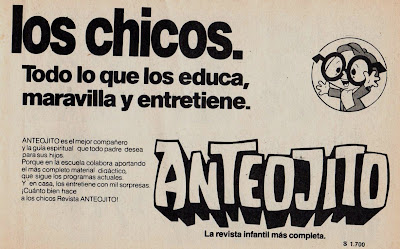 los chicos.
Todo lo que los educa,
maravilla y entretiene.
ANTEOJITO es el mejor compañero
y la guía espiritual que todo padre desea
para sus hijos.
Porque en la escuela colabora aportando
el más completo material didáctico,
que sigue los programas actuales.
Y en casa, los entretiene con mil sorpresas.
¡Cuánto bien hace
a los chicos Revista ANTEOJITO!
ANTEOJITO
La revista infantil más completa.
$ 1.700